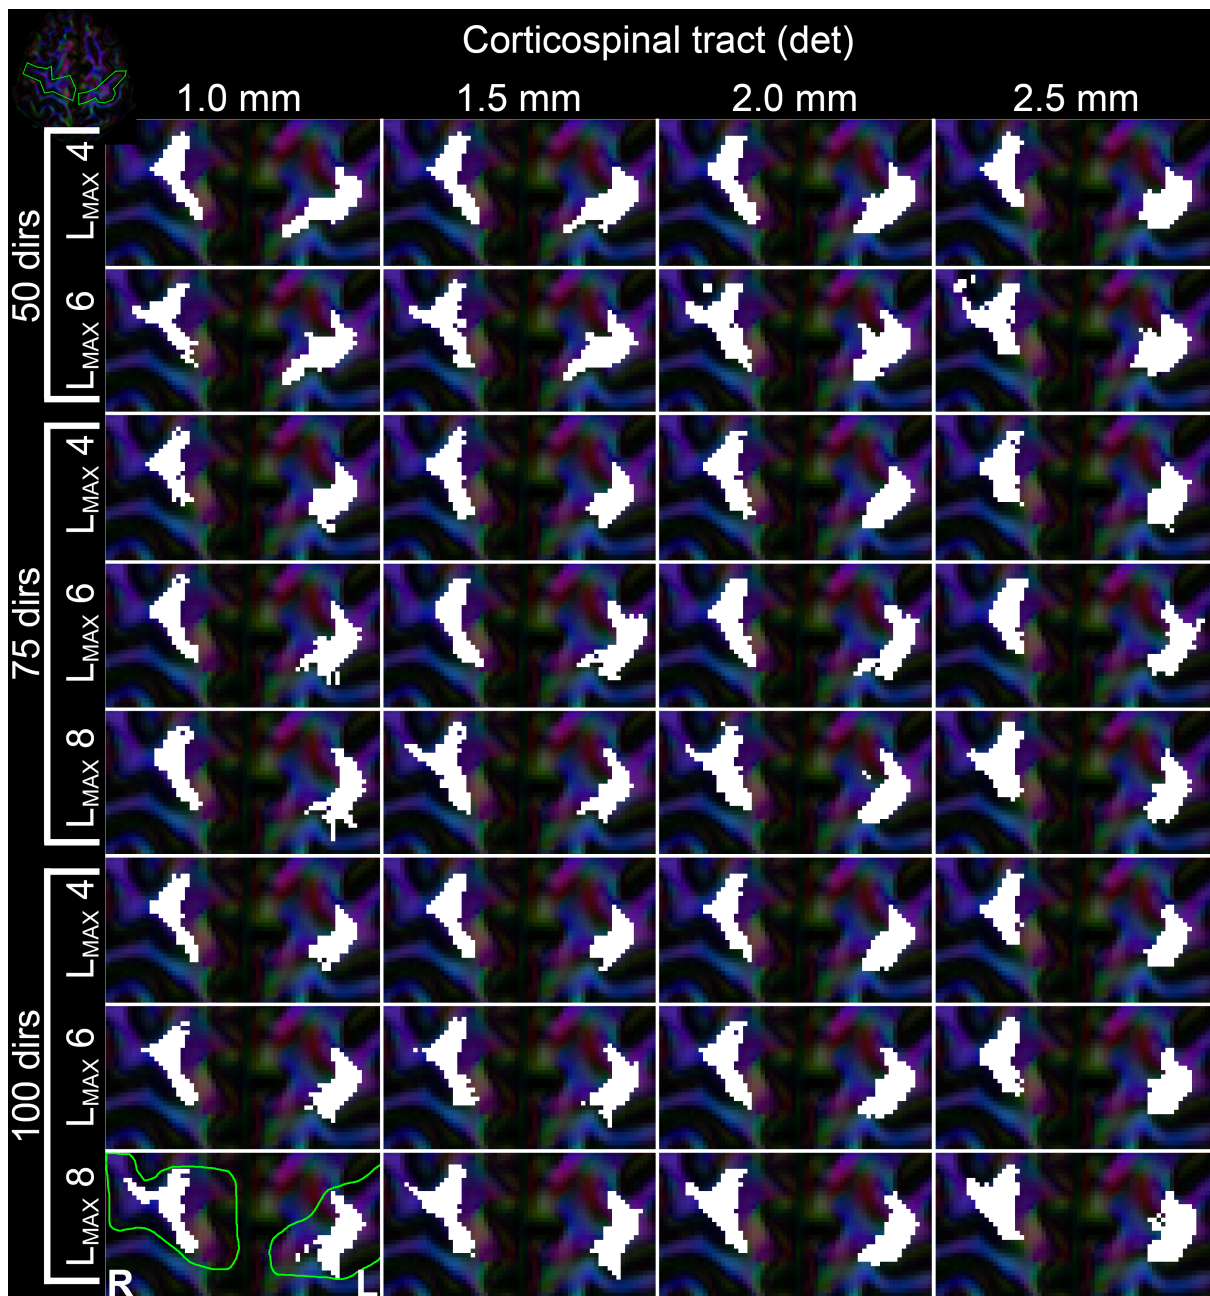 Corticospinal tract (det)
1.0 mm 1.5 mm 2.0 mm 2.5 mm
50 dirs
LMAX 4
LMAX 6
75 dirs
LMAX 4
LMAX 6
LMAX 8
100 dirs
LMAX 4
LMAX 6
LMAX 8
R L